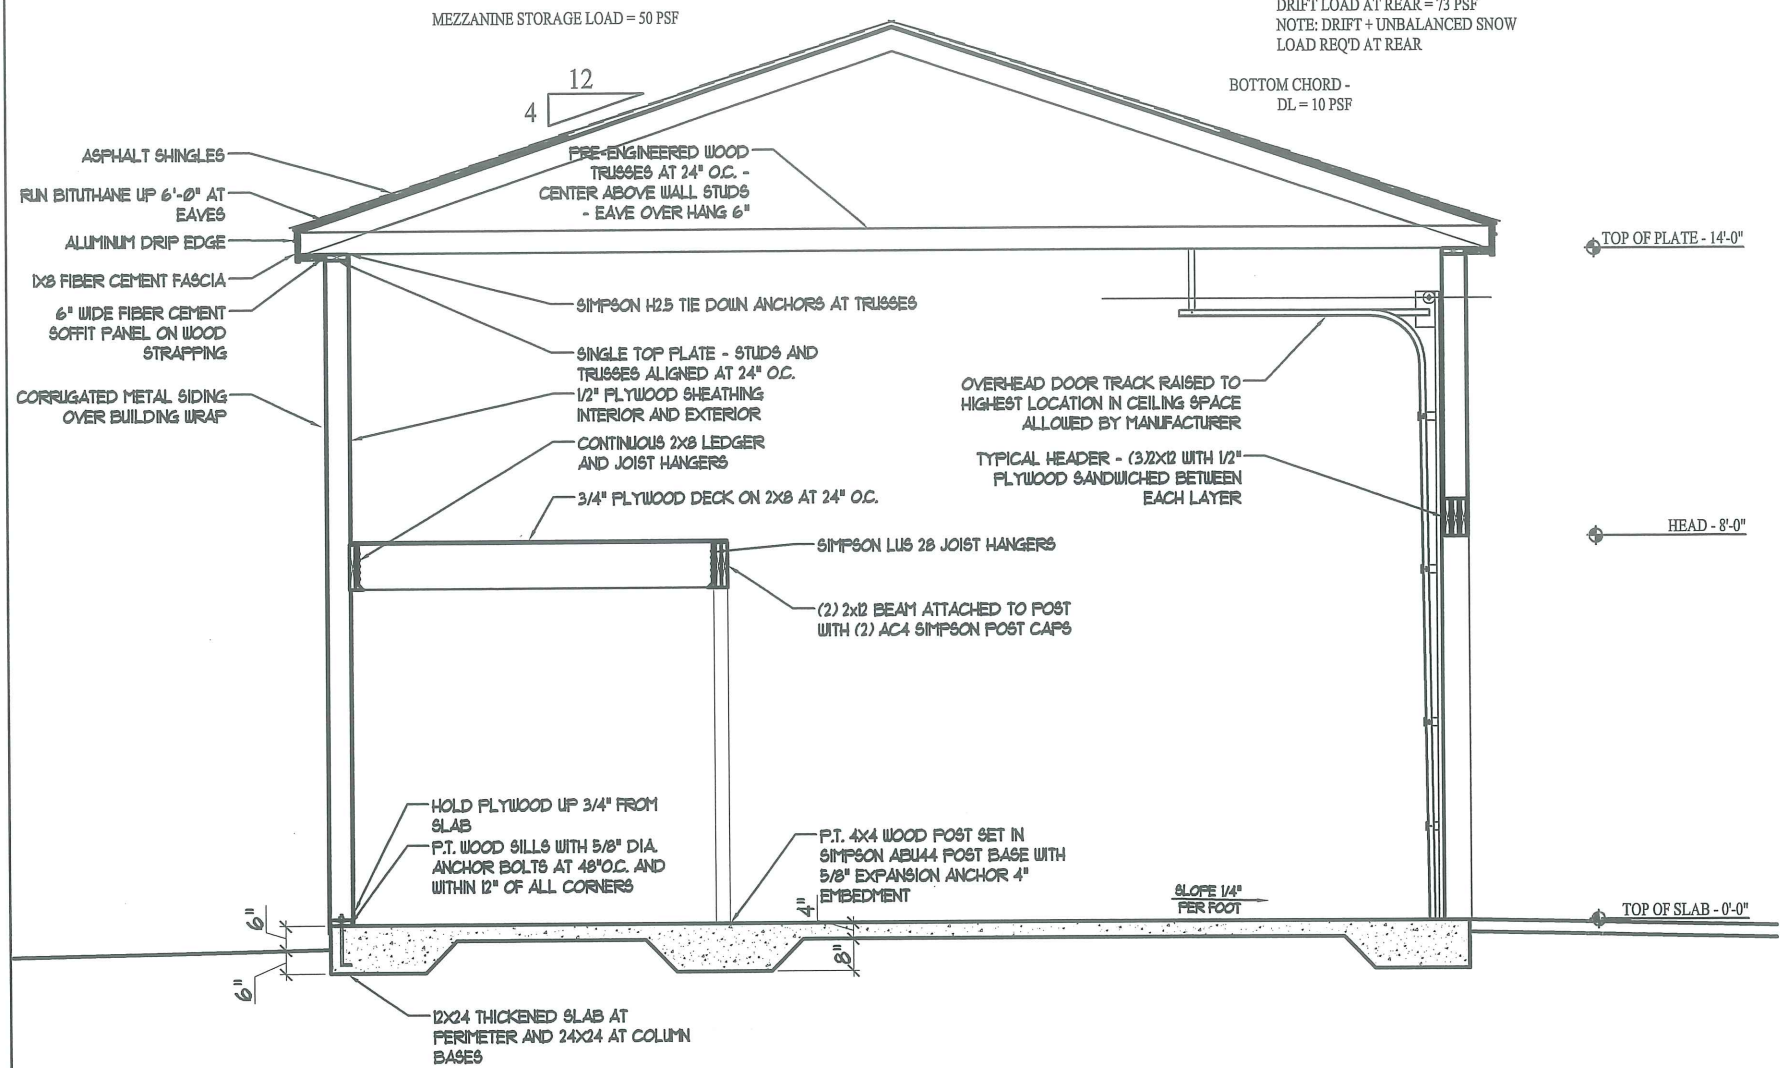 MEZZANINE STORAGE LOAD = 50 PSF
DRIFT LOAD AT REAR = 73 PSF
NOTE: DRIFT + UNBALANCED SNOW
LOAD REQ'D AT REAR
BOTTOM CHORD -
DL = 10 PSF
12
4
ASPHALT SHINGLES
RUN BITUTHANE UP 6'-0" AT
EAVES
ALUMINUM DRIP EDGE
1X8 FIBER CEMENT FASCIA
6" WIDE FIBER CEMENT
SOFFIT PANEL ON WOOD
STRAPPING
CORRUGATED METAL SIDING
OVER BUILDING WRAP
PRE-ENGINEERED WOOD
TRUSSES AT 24" O.C. -
CENTER ABOVE WALL STUDS
- EAVE OVER HANG 6"
SIMPSON H2.5 TIE DOWN ANCHORS AT TRUSSES
SINGLE TOP PLATE - STUDS AND
TRUSSES ALIGNED AT 24" O.C.
1/2" PLYWOOD SHEATHING
INTERIOR AND EXTERIOR
CONTINUOUS 2X8 LEDGER
AND JOIST HANGERS
3/4" PLYWOOD DECK ON 2X8 AT 24" O.C.
SIMPSON LUS 28 JOIST HANGERS
(2) 2x12 BEAM ATTACHED TO POST
WITH (2) AC4 SIMPSON POST CAPS
OVERHEAD DOOR TRACK RAISED TO
HIGHEST LOCATION IN CEILING SPACE
ALLOWED BY MANUFACTURER
TYPICAL HEADER - (3)2X12 WITH 1/2"
PLYWOOD SANDWICHED BETWEEN
EACH LAYER
TOP OF PLATE - 14'-0"
HEAD - 8'-0"
TOP OF SLAB - 0'-0"
HOLD PLYWOOD UP 3/4" FROM
SLAB
P.T. WOOD SILLS WITH 5/8" DIA.
ANCHOR BOLTS AT 48"O.C. AND
WITHIN 12" OF ALL CORNERS
P.T. 4X4 WOOD POST SET IN
SIMPSON ABU44 POST BASE WITH
5/8" EXPANSION ANCHOR 4"
EMBEDMENT
SLOPE 1/4"
PER FOOT
6"
6"
4"
8"
12X24 THICKENED SLAB AT
PERIMETER AND 24X24 AT COLUMN
BASES